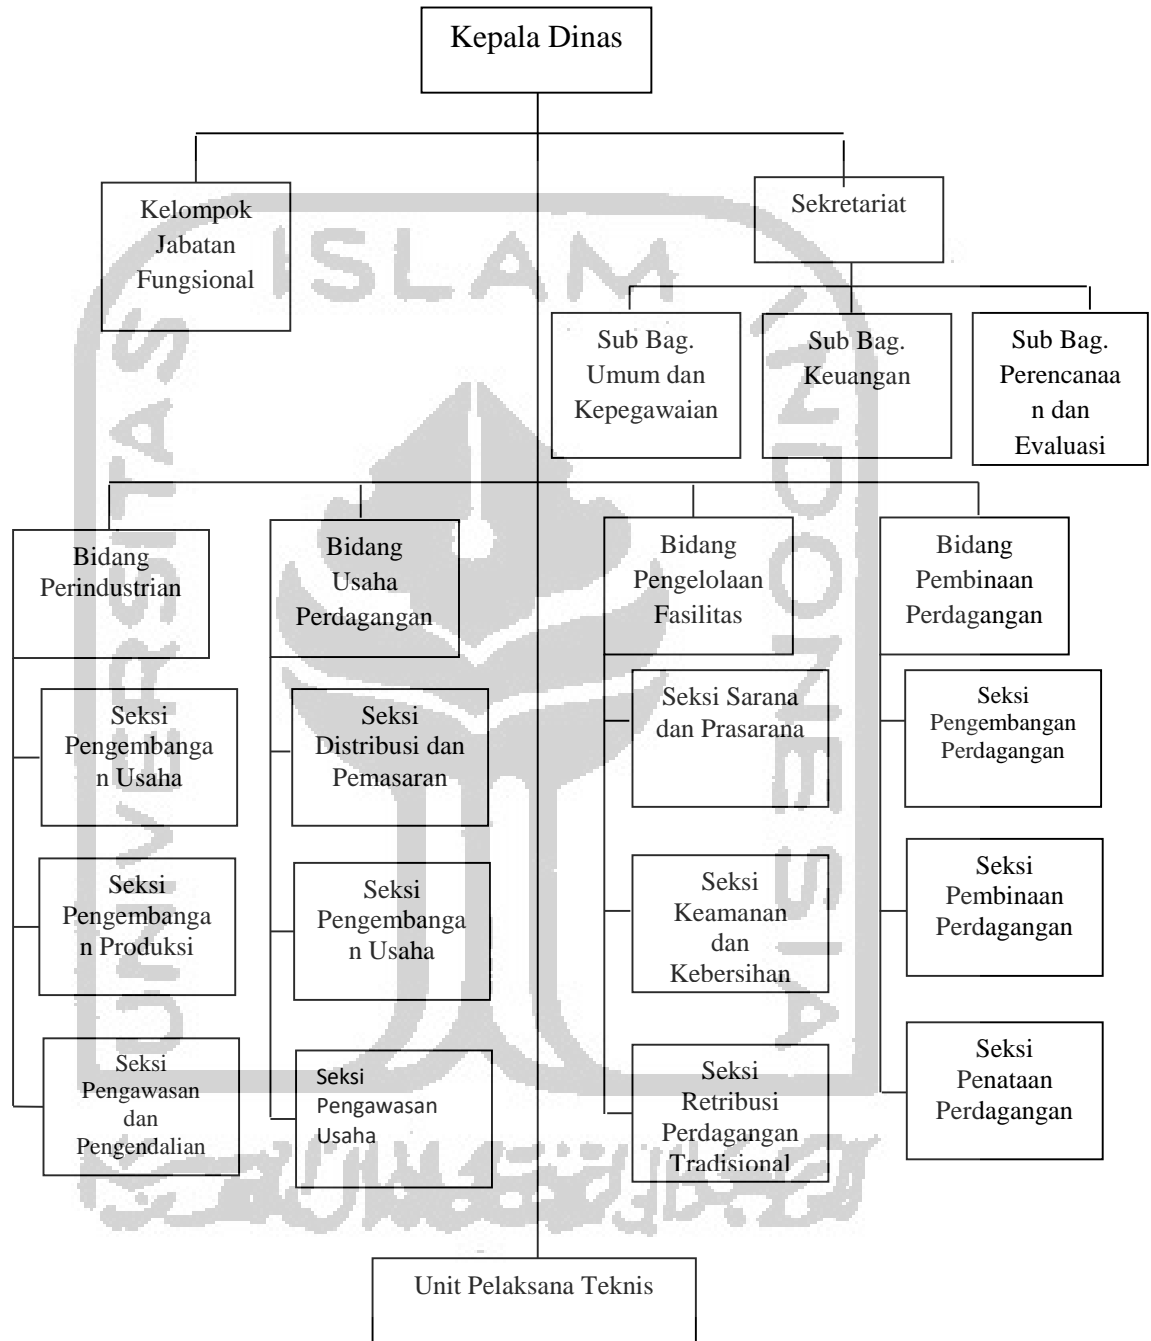 Kepala Dinas
Kelompok
Jabatan
Fungsional
Sekretariat
Sub Bag.
Umum dan
Kepegawaian
Sub Bag.
Keuangan
Sub Bag.
Perencanaa
n dan
Evaluasi
Bidang
Perindustrian
Bidang
Usaha
Perdagangan
Bidang
Pengelolaan
Fasilitas
Bidang
Pembinaan
Perdagangan
Seksi
Pengembanga
n Usaha
Seksi
Distribusi dan
Pemasaran
Seksi Sarana
dan Prasarana
Seksi
Pengembangan
Perdagangan
Seksi
Pengembanga
n Produksi
Seksi
Pengembanga
n Usaha
Seksi
Keamanan
dan
Kebersihan
Seksi
Pembinaan
Perdagangan
Seksi
Pengawasan
dan
Pengendalian
Seksi
Pengawasan
Usaha
Seksi
Retribusi
Perdagangan
Tradisional
Seksi
Penataan
Perdagangan
Unit Pelaksana Teknis
UNIVERSITAS
ISLAM
INDONESIA